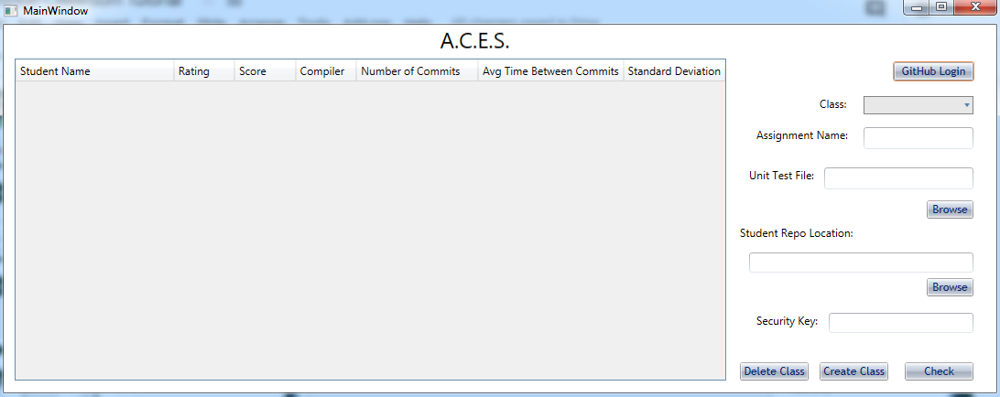 MainWindow
A.C.E.S.
Student Name Rating Score Compiler Number of Commits Avg Time Between Commits Standard Deviation
GitHub Login
Class:
Assignment Name:
Unit Test File:
Browse
Student Repo Location:
Browse
Security Key:
Delete Class Create Class Check